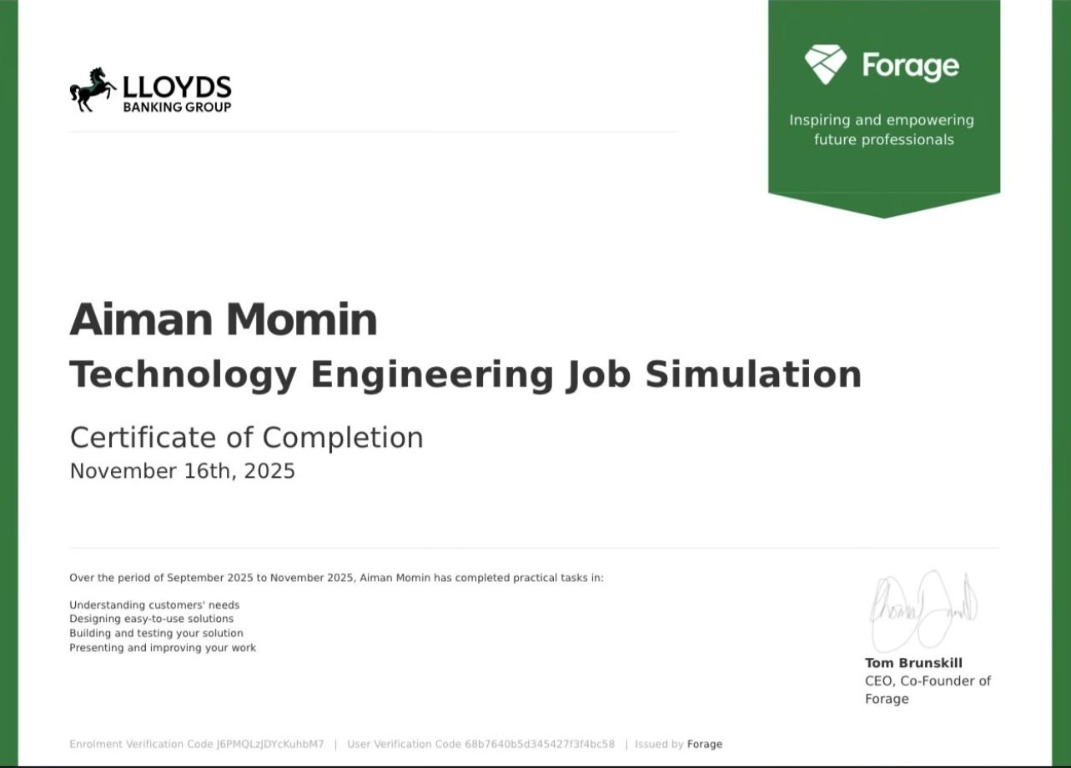 LLOYDS
BANKING GROUP
Forage
Inspiring and empowering
future professionals
Aiman Momin
Technology Engineering Job Simulation
Certificate of Completion
November 16th, 2025
Over the period of September 2025 to November 2025, Aiman Momin has completed practical tasks in:
Understanding customers' needs
Designing easy-to-use solutions
Building and testing your solution
Presenting and improving your work
Tom Brunskill
CEO, Co-Founder of
Forage
Enrolment Verification Code J6PMQLzJDYcKuhbM7 | User Verification Code 68b7640b5d345427f3f4bc58 | Issued by Forage